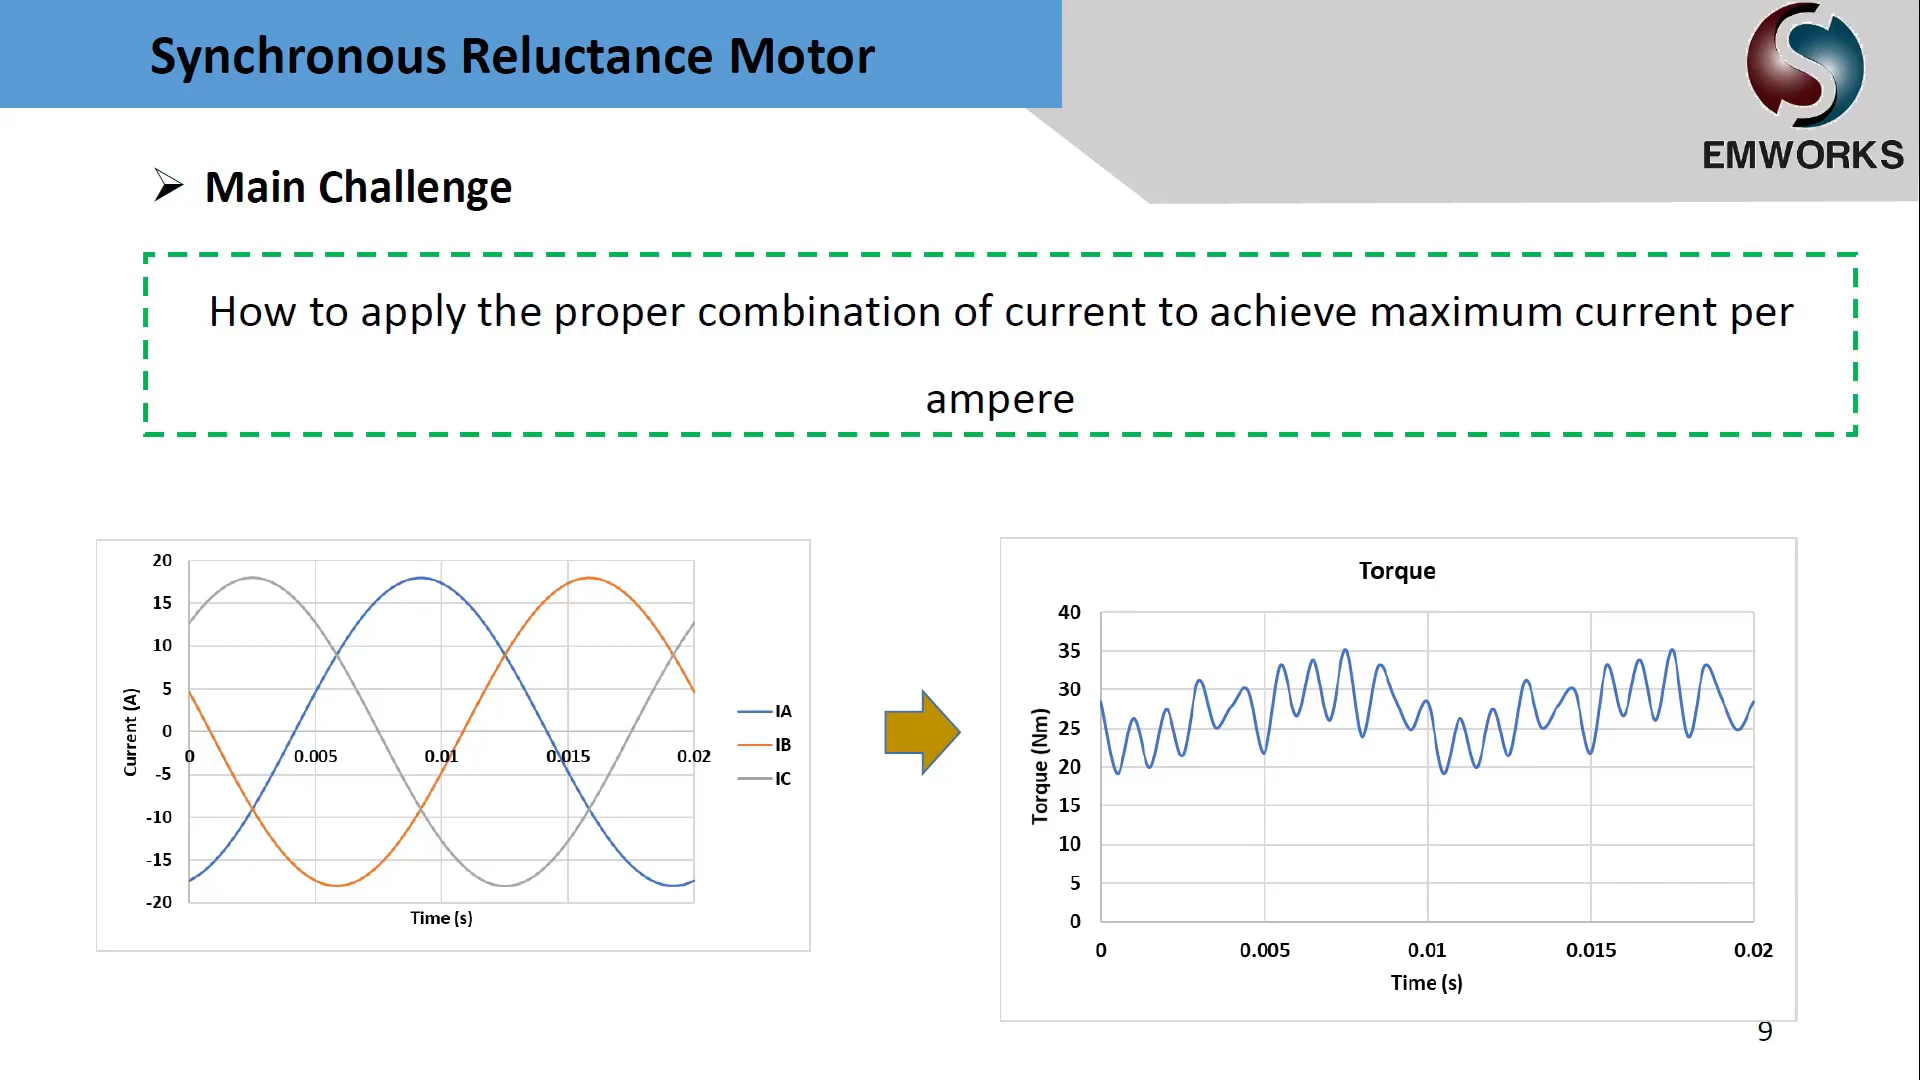 Synchronous Reluctance Motor
EMWORKS
Main Challenge
How to apply the proper combination of current to achieve maximum current per
ampere
20
15
10
5
0
-5
-10
-15
-20
0 0.005 0.01 0.015 0.02
Current (A)
Time (s)
IA
IB
IC
Torque
40
35
30
25
20
15
10
5
0
0 0.005 0.01 0.015 0.02
Torque (Nm)
Time (s)
9